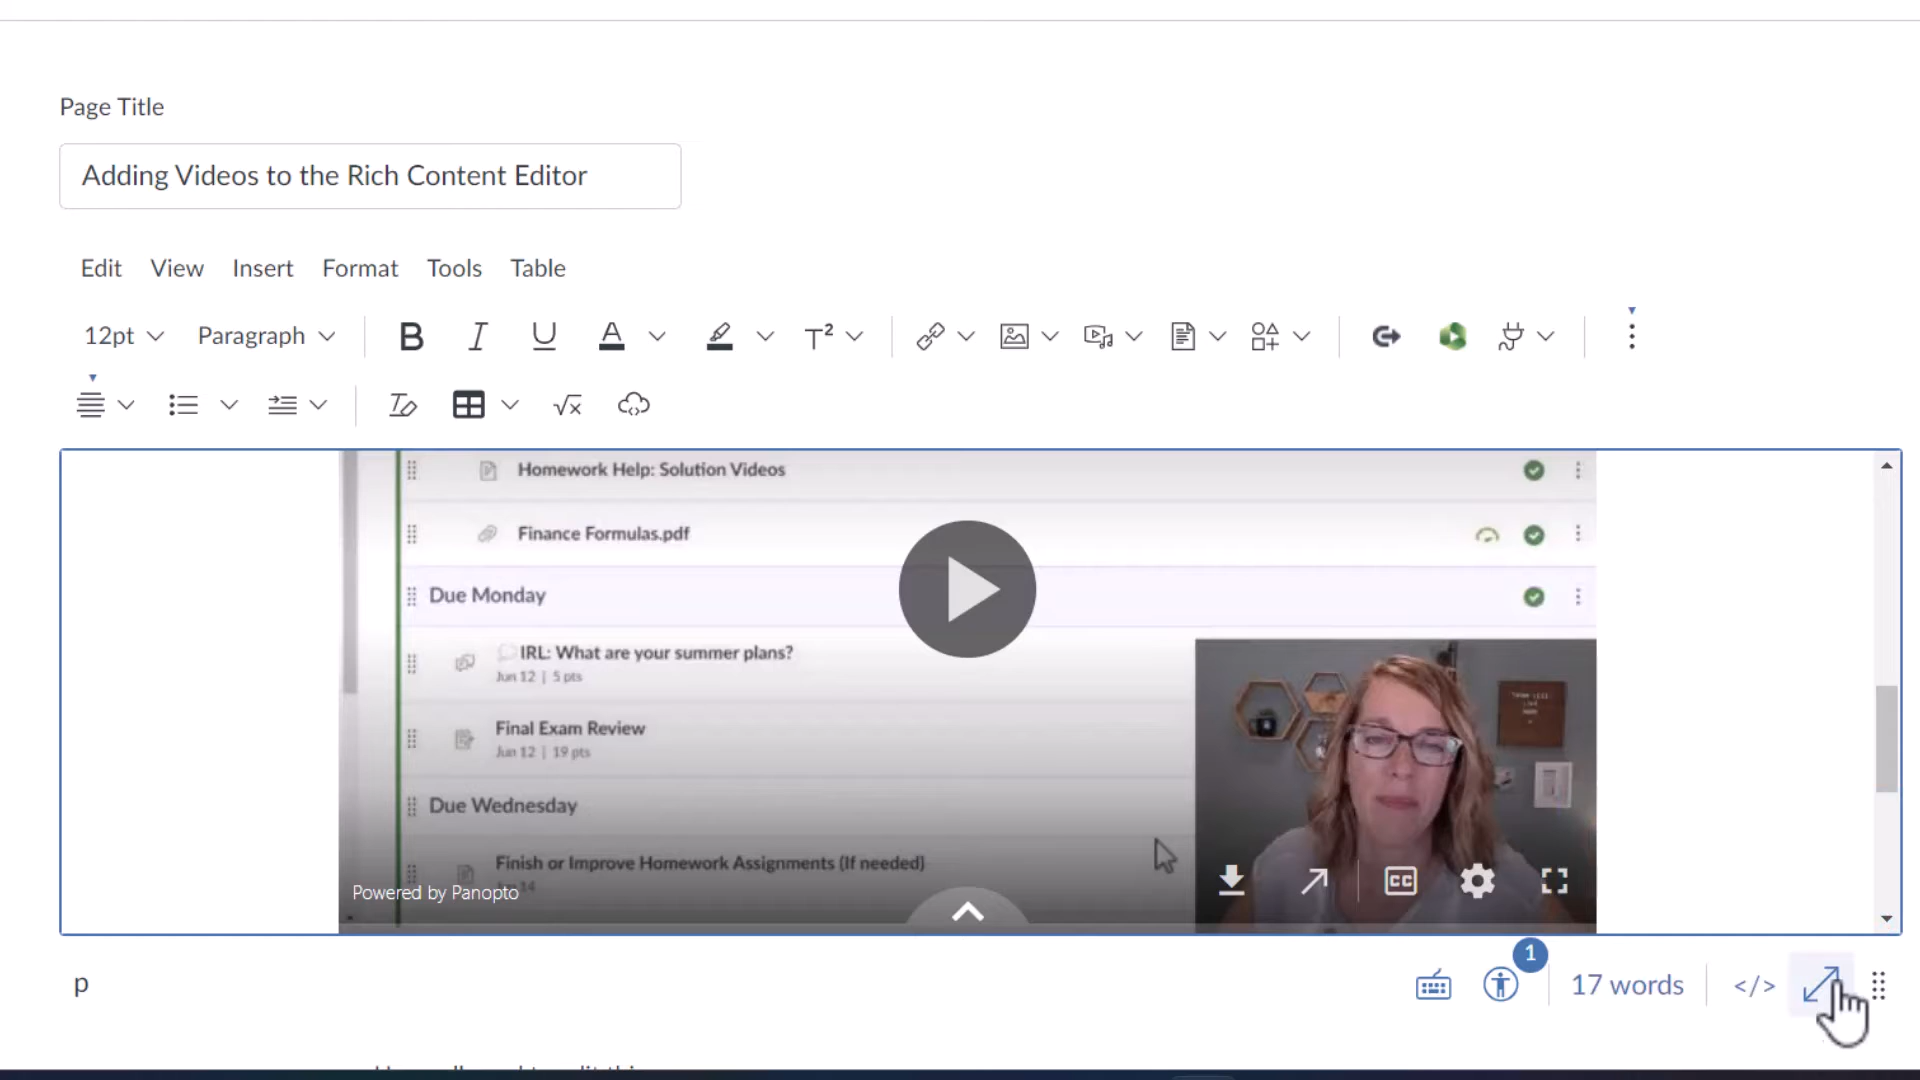 Page Title
Adding Videos to the Rich Content Editor
Edit View Insert Format Tools Table
12pt Paragraph B I U A T²
√x
Homework Help: Solution Videos
Finance Formulas.pdf
Due Monday
IRL: What are your summer plans?
Jun 12 | 5 pts
Final Exam Review
Jun 12 | 19 pts
Due Wednesday
Finish or Improve Homework Assignments (If needed)
14
Powered by Panopto
CC
1
p
17 words
</>